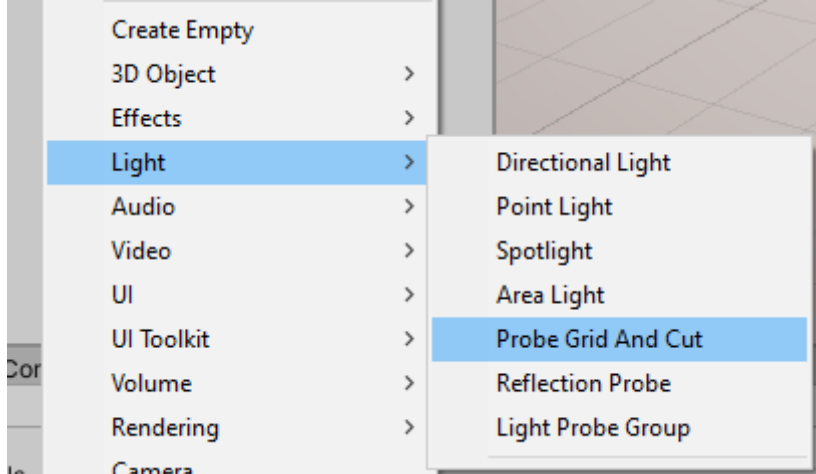 Create Empty
3D Object
Effects
Light
Audio
Video
UI
UI Toolkit
Volume
Rendering
Camera
Directional Light
Point Light
Spotlight
Area Light
Probe Grid And Cut
Reflection Probe
Light Probe Group